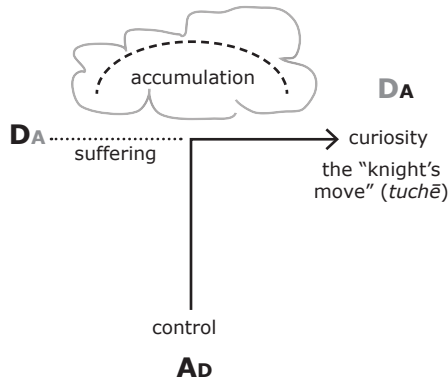 accumulation
DA
DA
suffering
curiosity
the “knight’s
move” (tuchē)
control
AD